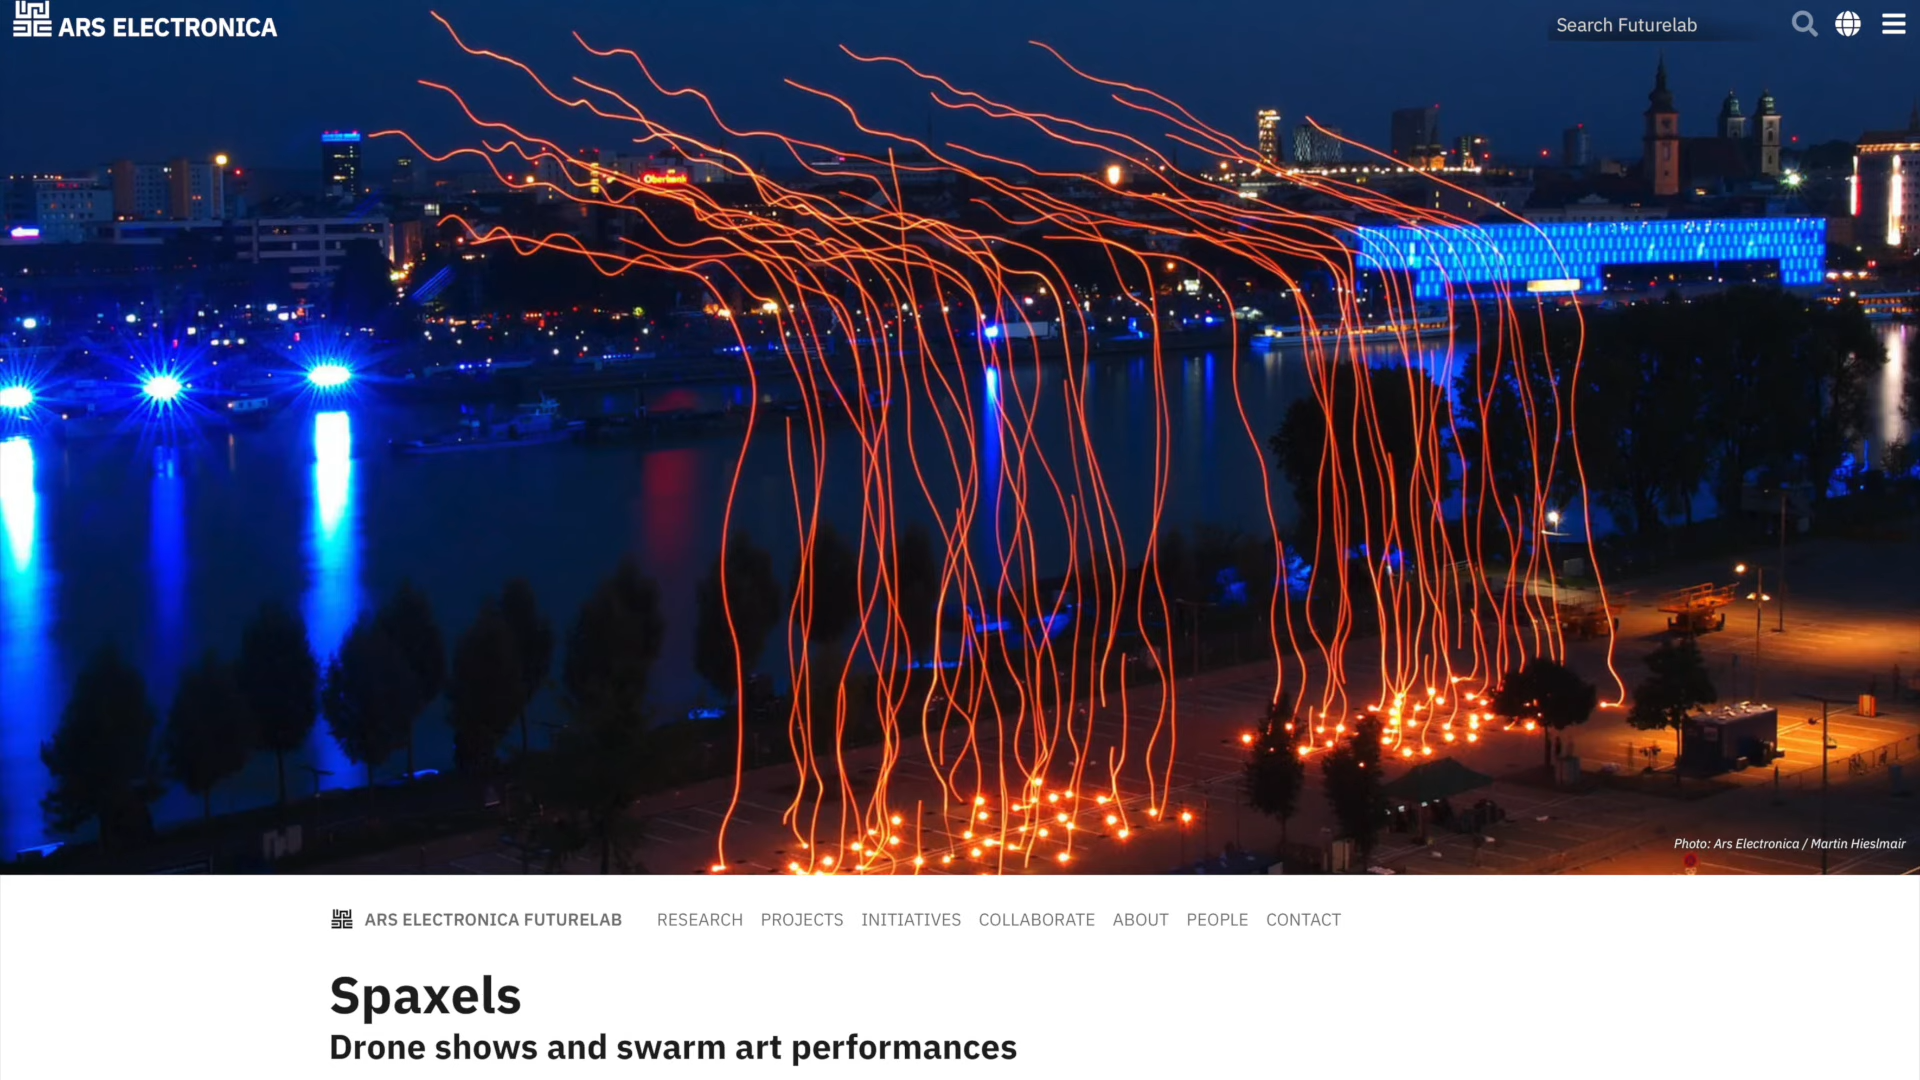 ARS ELECTRONICA
Search Futurelab
Oberbank
Photo: Ars Electronica / Martin Hieslmair
ARS ELECTRONICA FUTURELAB RESEARCH PROJECTS INITIATIVES COLLABORATE ABOUT PEOPLE CONTACT
Spaxels
Drone shows and swarm art performances